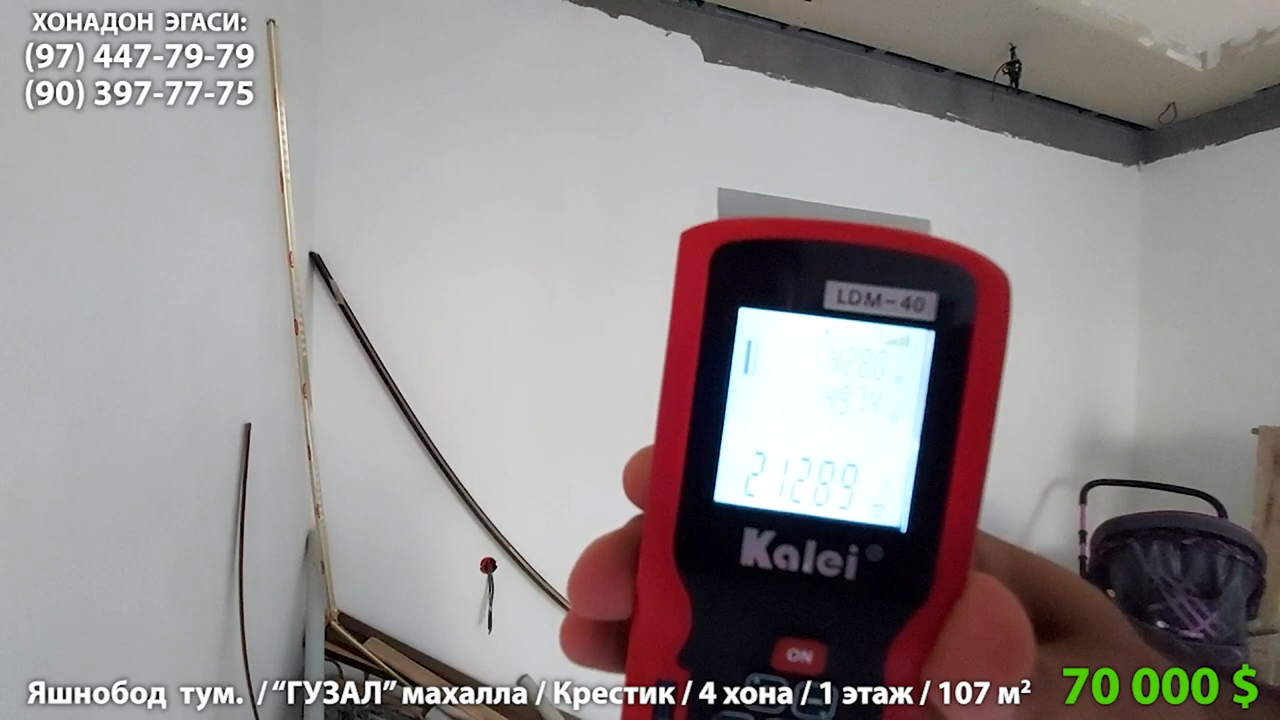 ХОНАДОН ЭГАСИ:
(97) 447-79-79
(90) 397-77-75
LDM-40
4280
4974
21289
Kalei
ON
Яшнобод тум. / “ГУЗАЛ” махалла / Крестик / 4 хона / 1 этаж / 107 м² 70 000 $